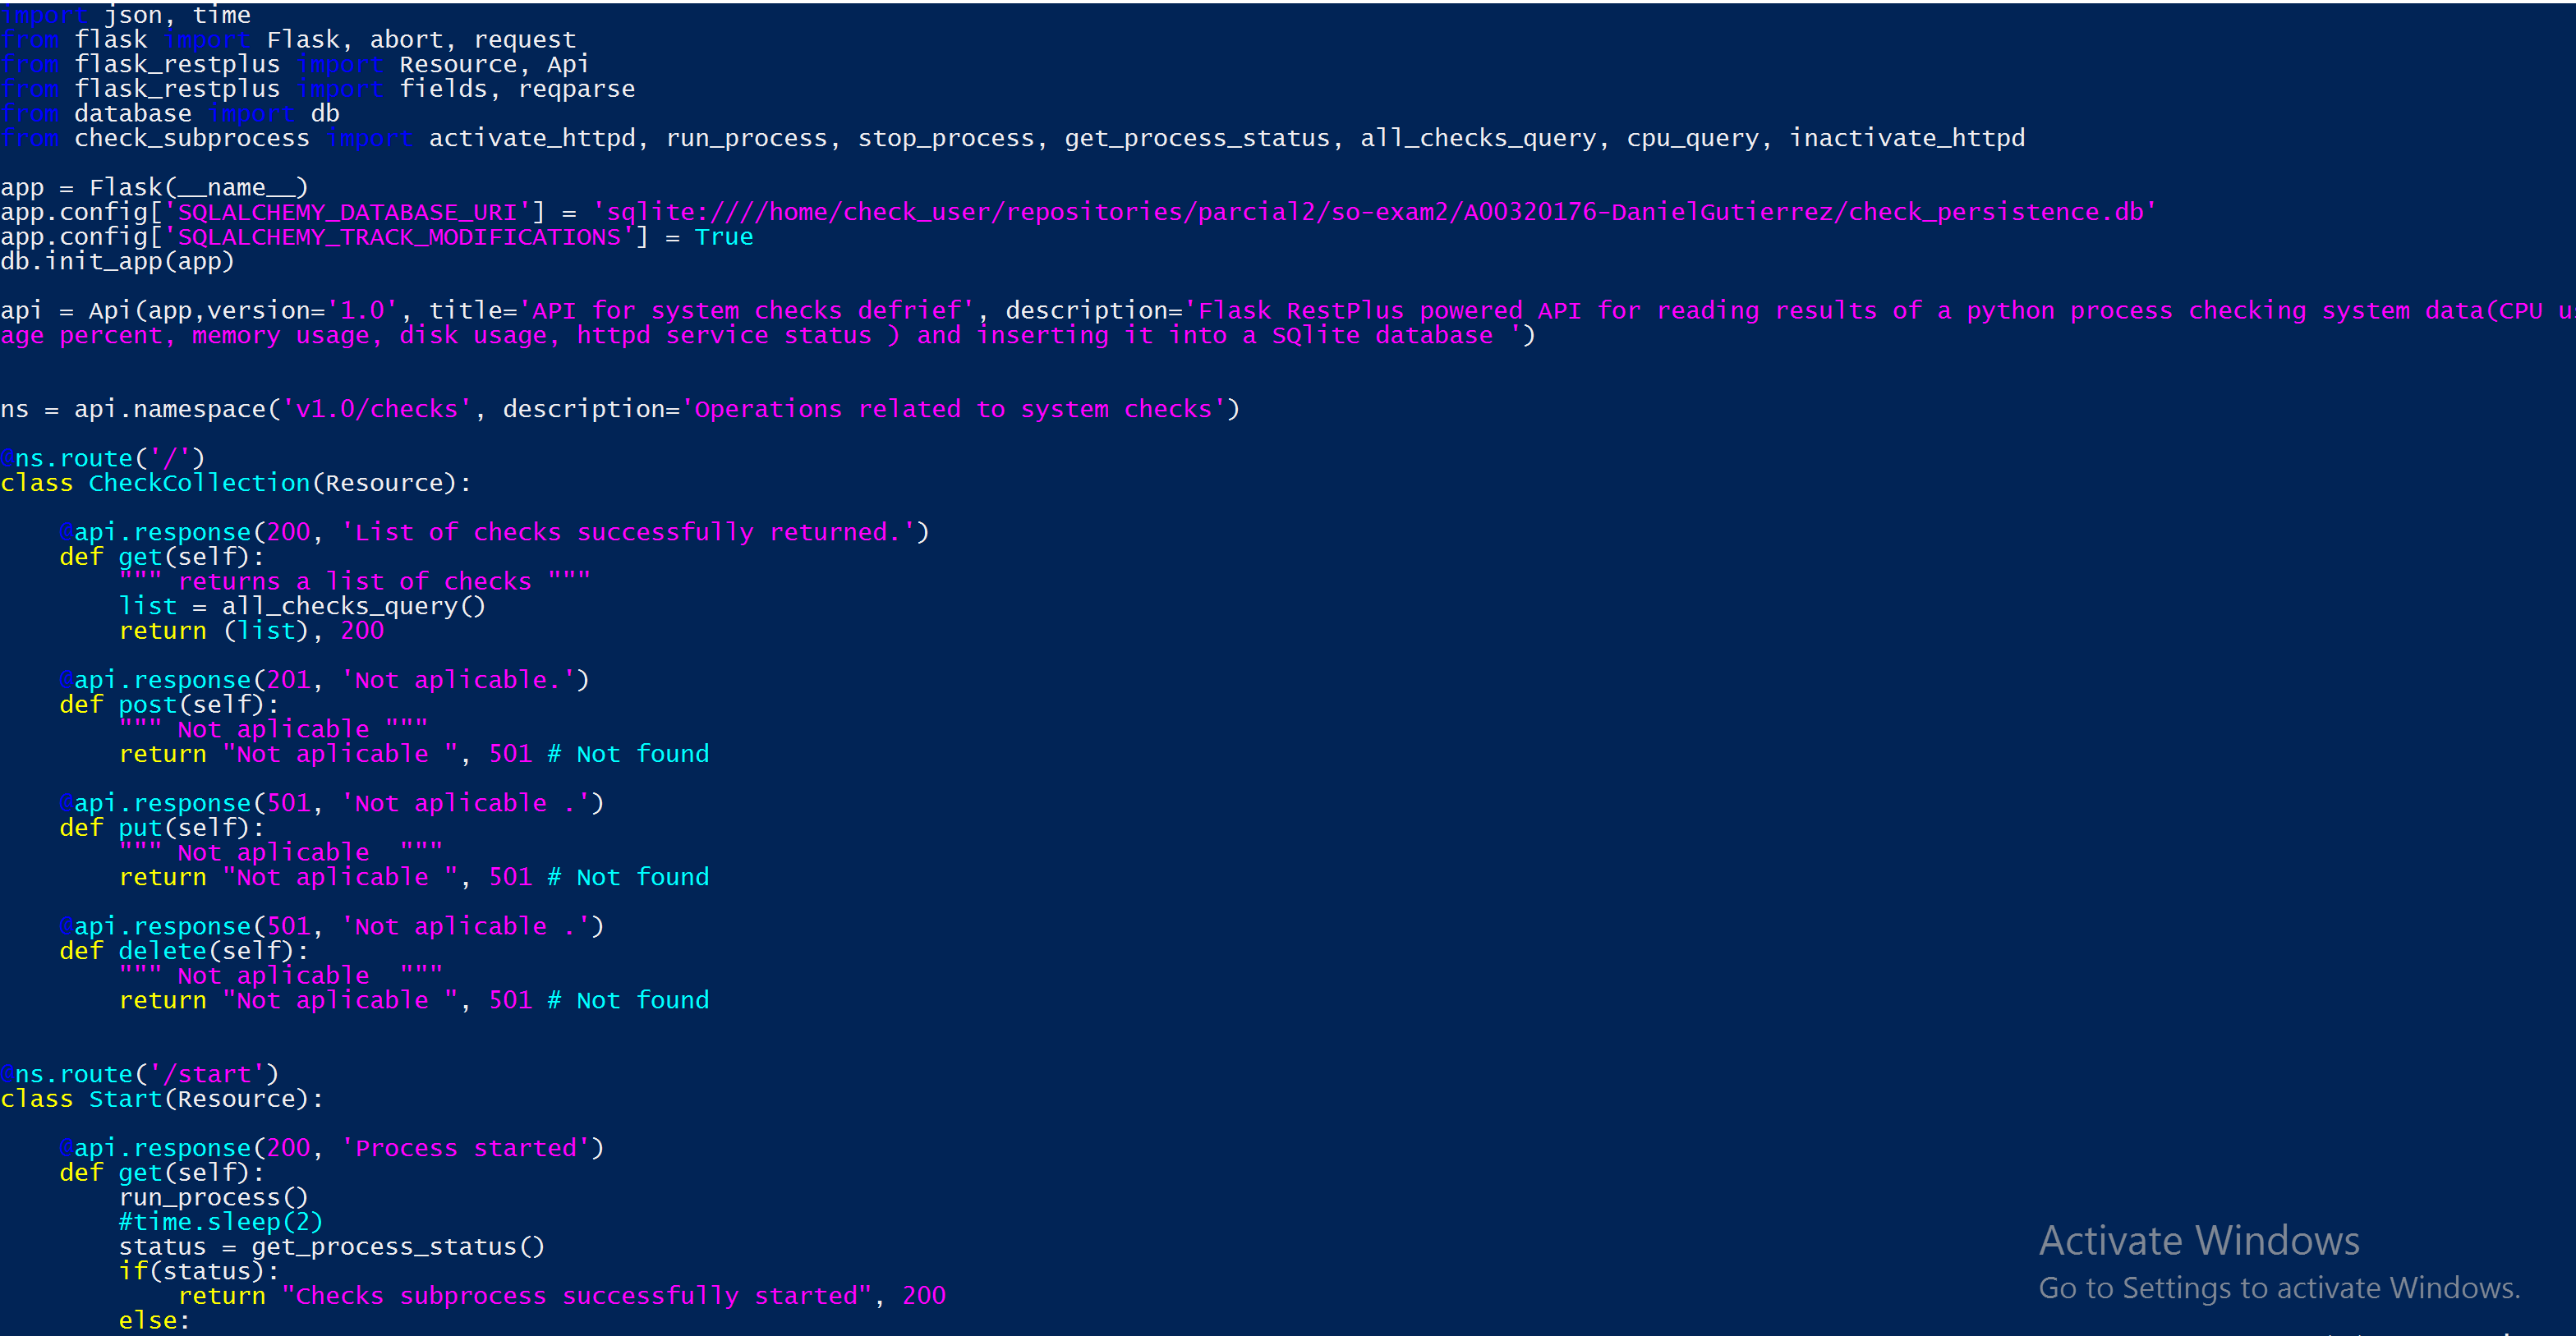 import json, time
from flask import Flask, abort, request
from flask_restplus import Resource, Api
from flask_restplus import fields, reqparse
from database import db
from check_subprocess import activate_httpd, run_process, stop_process, get_process_status, all_checks_query, cpu_query, inactivate_httpd

app = Flask(__name__)
app.config['SQLALCHEMY_DATABASE_URI'] = 'sqlite:////home/check_user/repositories/parcial2/so-exam2/A00320176-DanielGutierrez/check_persistence.db'
app.config['SQLALCHEMY_TRACK_MODIFICATIONS'] = True
db.init_app(app)

api = Api(app,version='1.0', title='API for system checks defrief', description='Flask RestPlus powered API for reading results of a python process checking system data(CPU us
age percent, memory usage, disk usage, httpd service status ) and inserting it into a SQlite database ')

ns = api.namespace('v1.0/checks', description='Operations related to system checks')

@ns.route('/')
class CheckCollection(Resource):

    @api.response(200, 'List of checks successfully returned.')
    def get(self):
        """ returns a list of checks """
        list = all_checks_query()
        return (list), 200

    @api.response(201, 'Not aplicable.')
    def post(self):
        """ Not aplicable """
        return "Not aplicable ", 501 # Not found

    @api.response(501, 'Not aplicable .')
    def put(self):
        """ Not aplicable  """
        return "Not aplicable ", 501 # Not found

    @api.response(501, 'Not aplicable .')
    def delete(self):
        """ Not aplicable  """
        return "Not aplicable ", 501 # Not found

@ns.route('/start')
class Start(Resource):

    @api.response(200, 'Process started')
    def get(self):
        run_process()
        #time.sleep(2)
        status = get_process_status()
        if(status):
            return "Checks subprocess successfully started", 200
        else:
Activate Windows
Go to Settings to activate Windows.